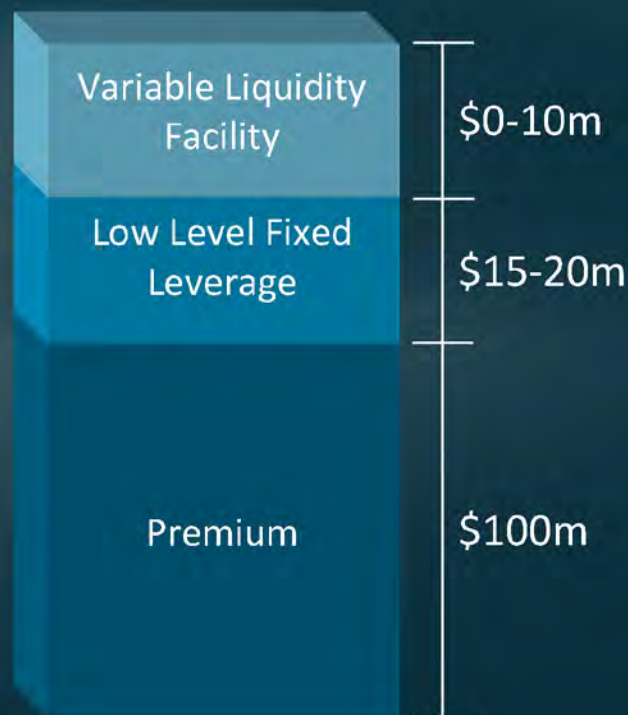 Variable Liquidity
Facility
$0-10m
Low Level Fixed
Leverage
$15-20m
Premium
$100m